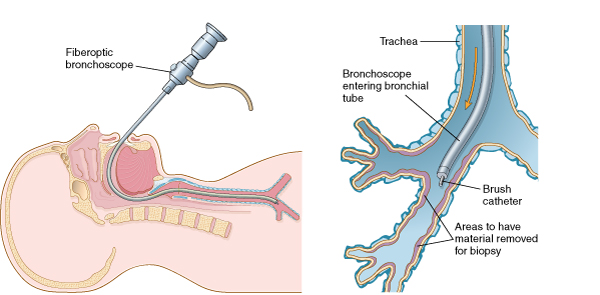 Fiberoptic
bronchoscope
Trachea
Bronchoscope
entering bronchial
tube
Brush
catheter
Areas to have
material removed
for biopsy